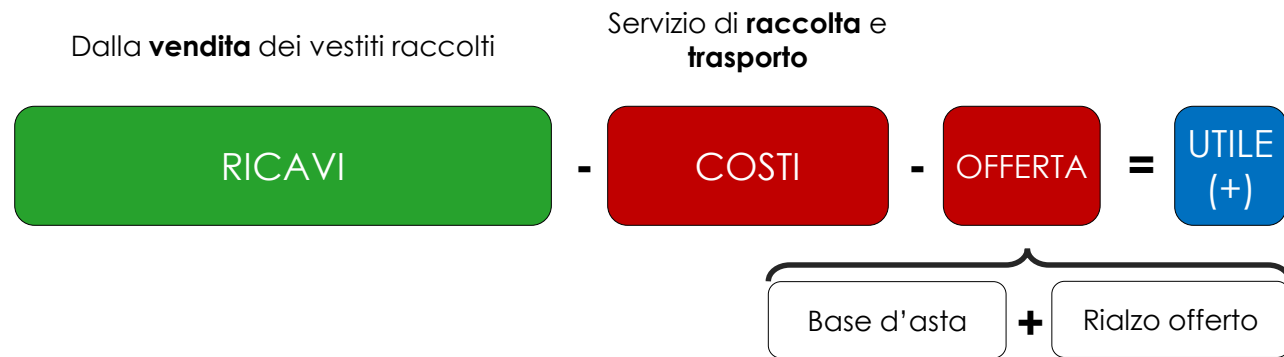 Dalla vendita dei vestiti raccolti
Servizio di raccolta e
trasporto
RICAVI
-
COSTI
-
OFFERTA
=
UTILE
(+)
Base d’asta
+
Rialzo offerto